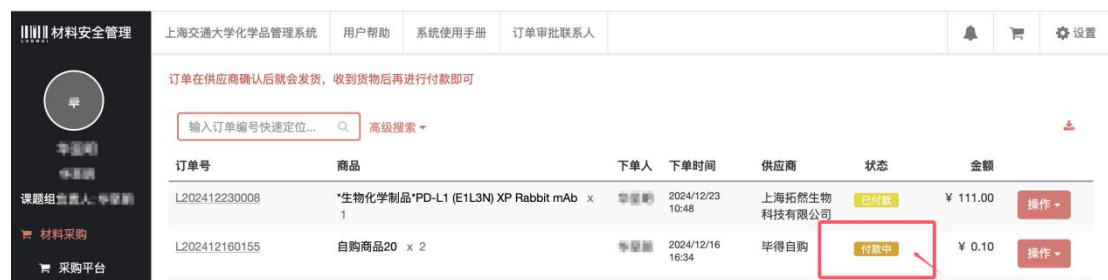 材料安全管理 上海交通大学化学品管理系统 用户帮助 系统使用手册 订单审批联系人 设置
订单在供应商确认后就会发货，收到货物后再进行付款即可
输入订单编号快速定位... 高级搜索
订单号 商品 下单人 下单时间 供应商 状态 金额
课题组
L202412230008 *生物化学制品*PD-L1 (E1L3N) XP Rabbit mAb x 2024/12/23 上海拓然生物 已付款 ¥ 111.00 操作
1 10:48 科技有限公司
材料采购
L202412160155 自购商品20 x 2 2024/12/16 毕得自购 付款中 ¥ 0.10 操作
16:34
采购平台